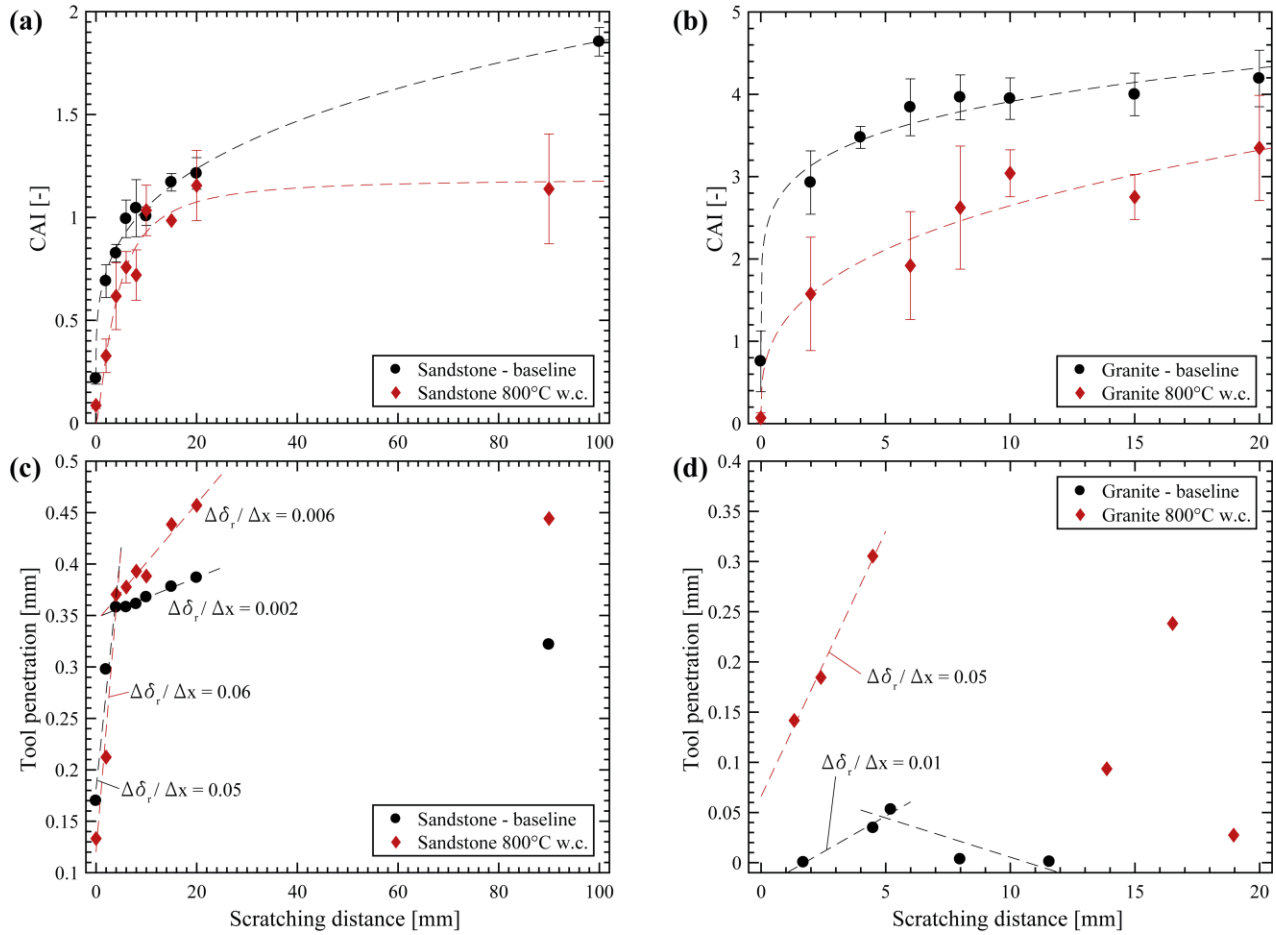 (a)
2
1.5
1
0.5
0
CAI [-]
Sandstone - baseline
Sandstone 800°C w.c.
0 20 40 60 80 100
(b)
5
4
3
2
1
0
CAI [-]
Granite - baseline
Granite 800°C w.c.
0 5 10 15 20
(c)
0.5
0.45
0.4
0.35
0.3
0.25
0.2
0.15
0.1
Tool penetration [mm]
Δδr / Δx = 0.006
Δδr / Δx = 0.002
Δδr / Δx = 0.06
Δδr / Δx = 0.05
Sandstone - baseline
Sandstone 800°C w.c.
0 20 40 60 80 100
Scratching distance [mm]
(d)
0.4
0.35
0.3
0.25
0.2
0.15
0.1
0.05
0
Tool penetration [mm]
Granite - baseline
Granite 800°C w.c.
Δδr / Δx = 0.05
Δδr / Δx = 0.01
0 5 10 15 20
Scratching distance [mm]